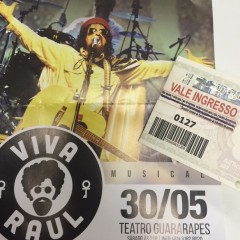 VALE INGRESSO
0127
VIVA
RAUL
MUSICAL
30/05
TEATRO GUARARAPES